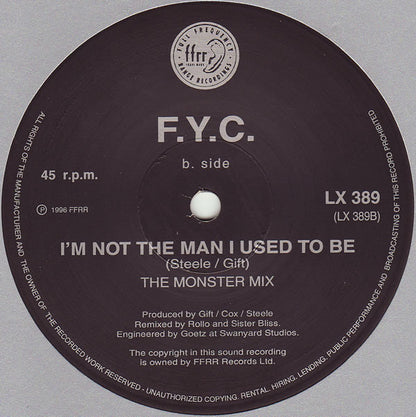 FULL FREQUENCY
ffrr
TRADE MARK
RANGE RECORDINGS
F.Y.C.
b. side
45 r.p.m.
LX 389
(LX 389B)
Ⓟ 1996 FFRR
I'M NOT THE MAN I USED TO BE
(Steele / Gift)
THE MONSTER MIX
Produced by Gift / Cox / Steele
Remixed by Rollo and Sister Bliss.
Engineered by Goetz at Swanyard Studios.
The copyright in this sound recording
is owned by FFRR Records Ltd.
ALL RIGHTS OF THE MANUFACTURER AND THE OWNER OF THE RECORDED WORK RESERVED - UNAUTHORIZED COPYING, RENTAL, HIRING, LENDING, PUBLIC PERFORMANCE AND BROADCASTING OF THIS RECORD PROHIBITED